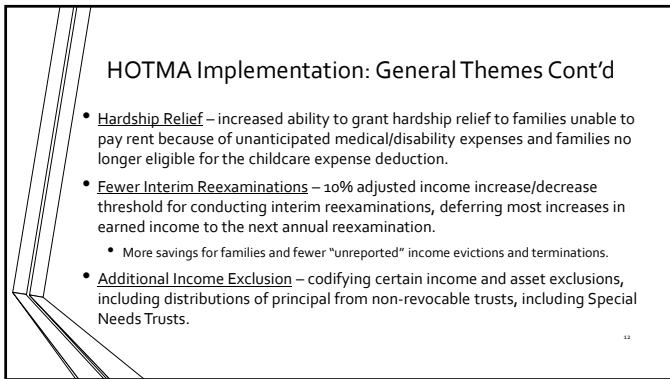 HOTMA Implementation: General Themes Cont’d
• Hardship Relief – increased ability to grant hardship relief to families unable to
pay rent because of unanticipated medical/disability expenses and families no
longer eligible for the childcare expense deduction.
• Fewer Interim Reexaminations – 10% adjusted income increase/decrease
threshold for conducting interim reexaminations, deferring most increases in
earned income to the next annual reexamination.
• More savings for families and fewer “unreported” income evictions and terminations.
• Additional Income Exclusion – codifying certain income and asset exclusions,
including distributions of principal from non-revocable trusts, including Special
Needs Trusts.
12